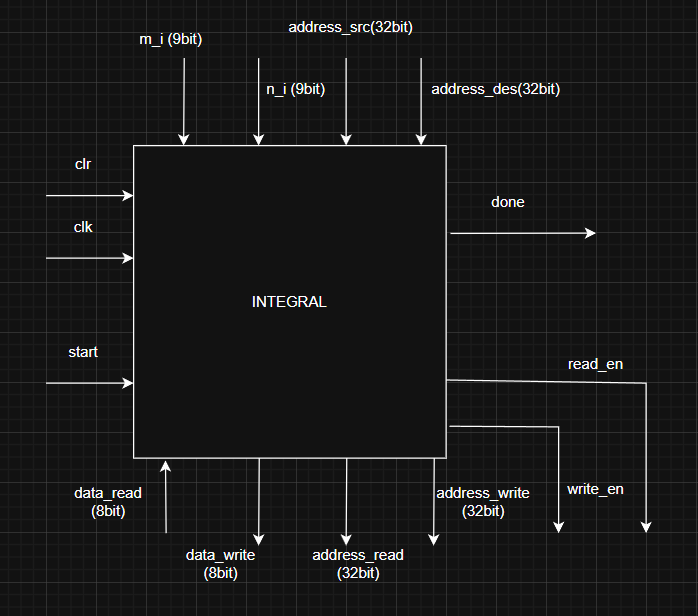 address_src(32bit)
m_i (9bit)
n_i (9bit)
address_des(32bit)
clr
done
clk
INTEGRAL
start
read_en
data_read
(8bit)
address_write
(32bit)
write_en
data_write
(8bit)
address_read
(32bit)